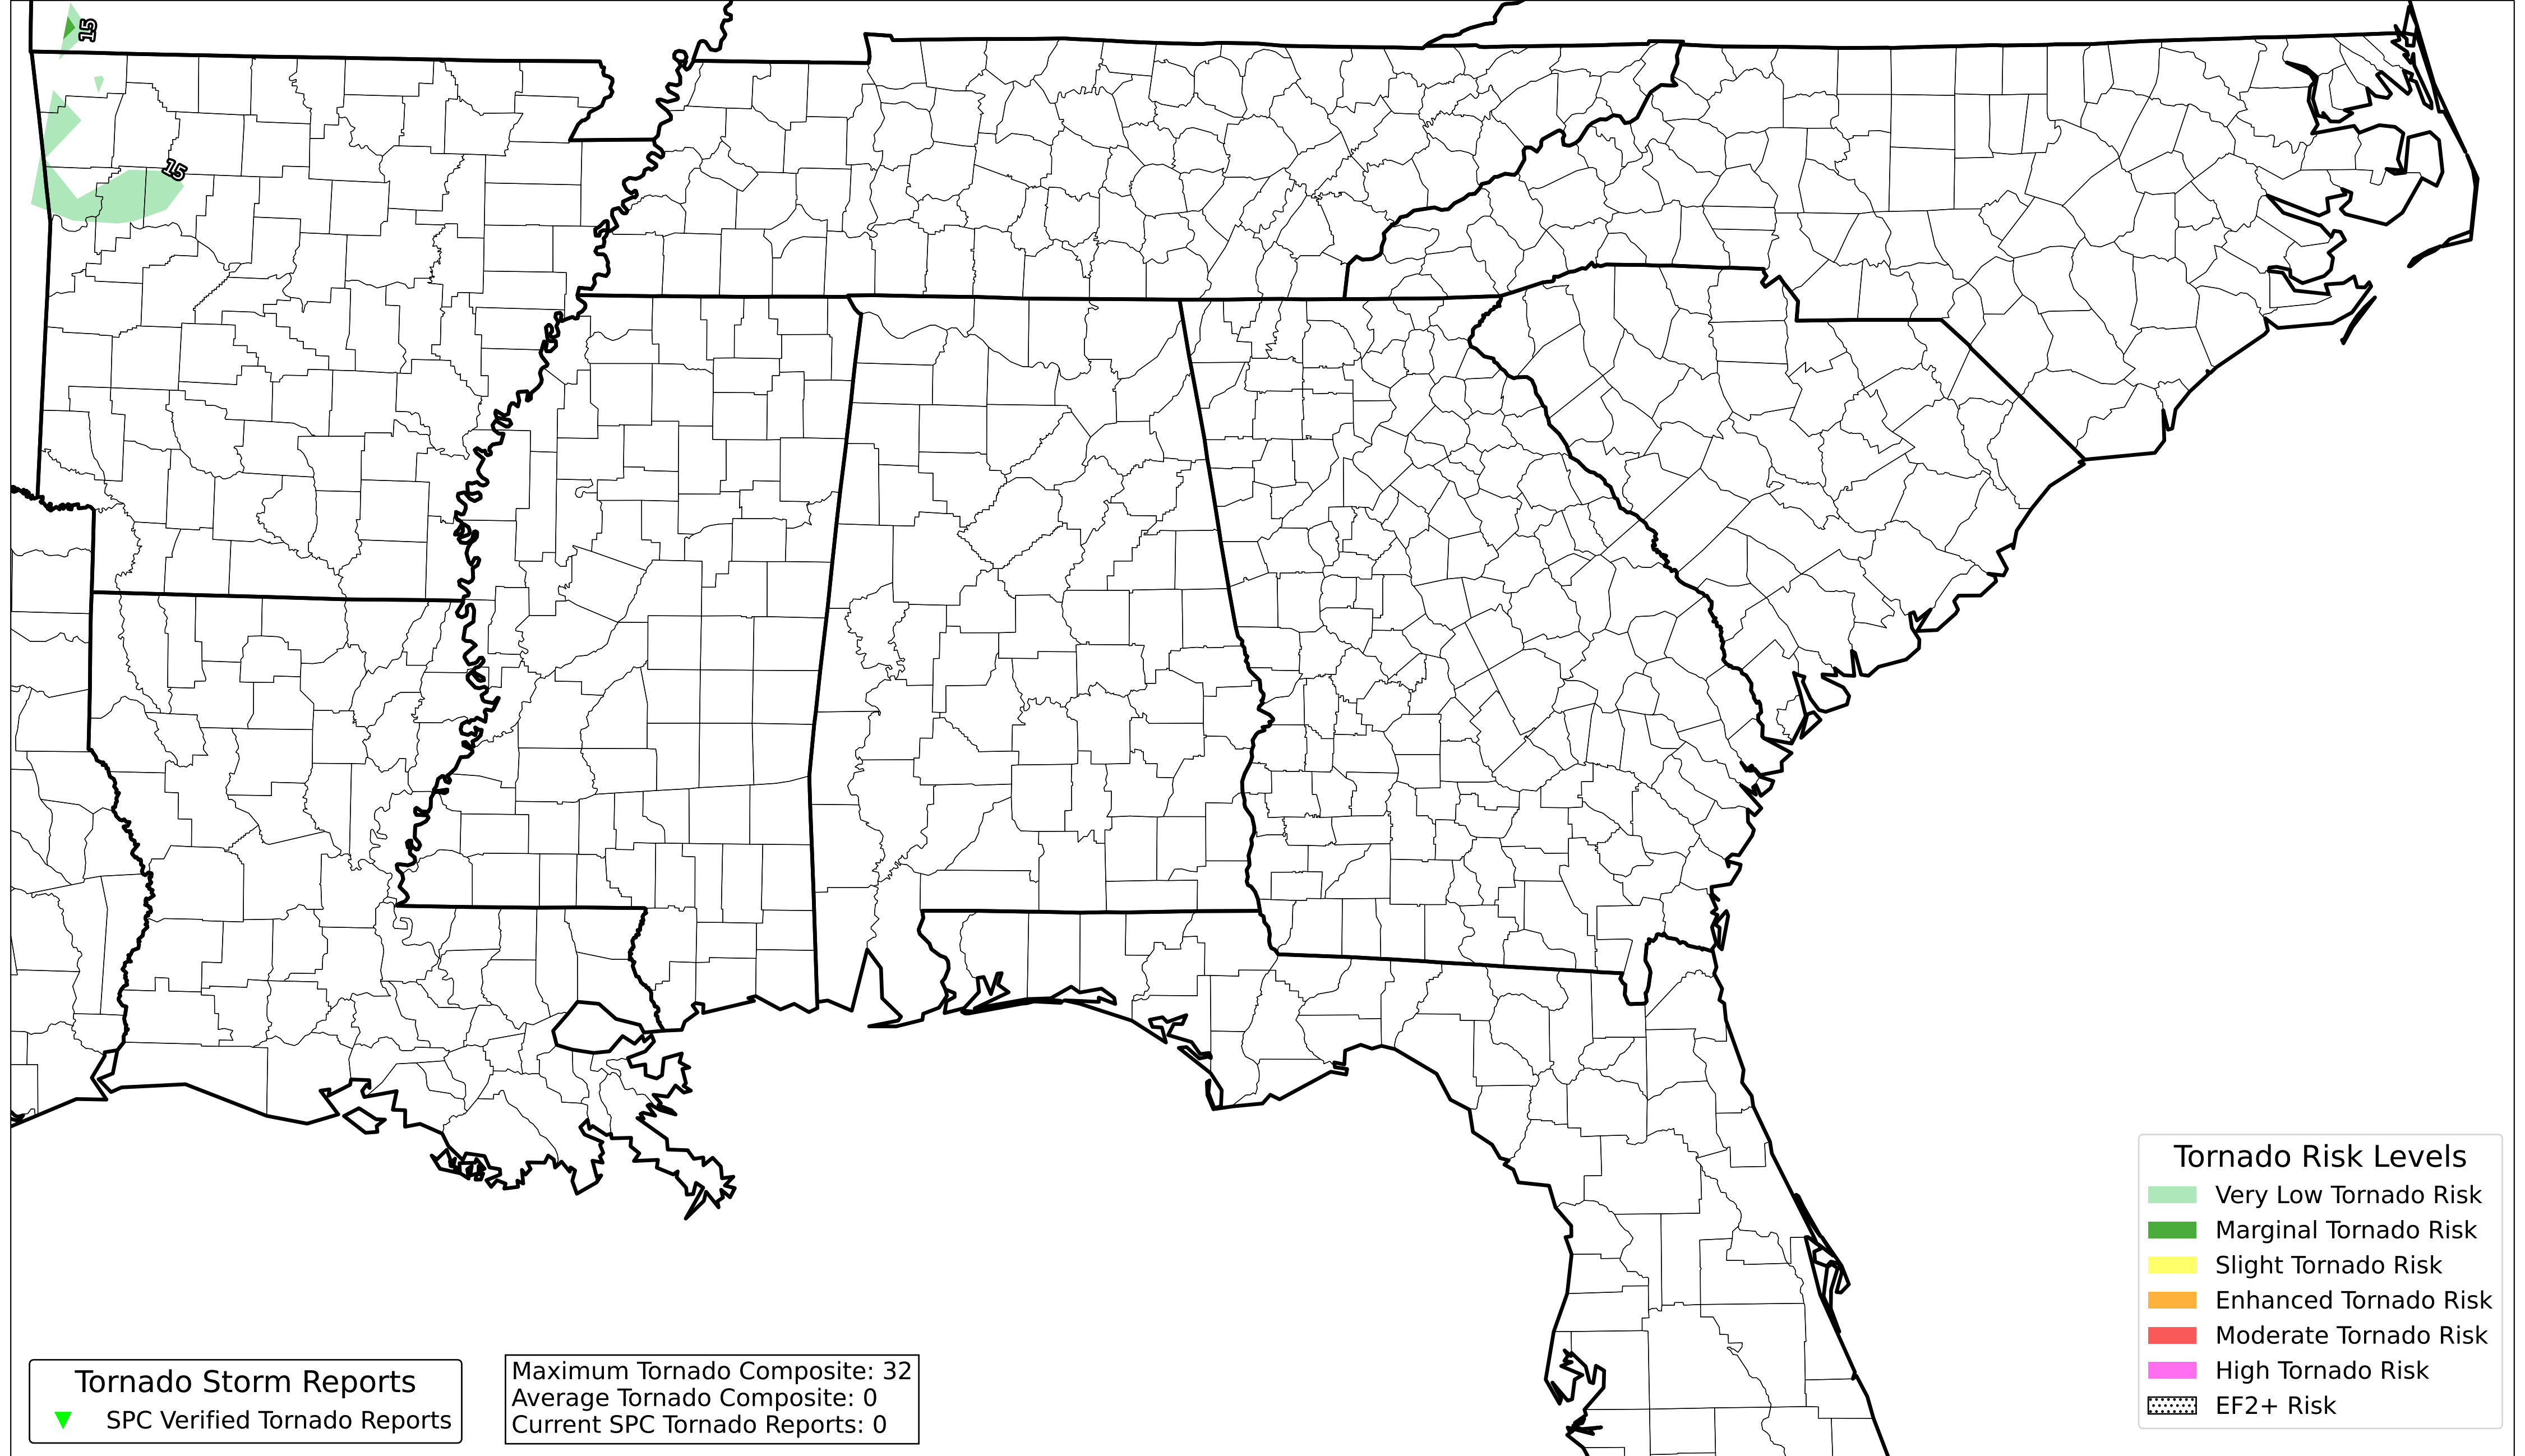 15
15
Tornado Storm Reports
SPC Verified Tornado Reports
Maximum Tornado Composite: 32
Average Tornado Composite: 0
Current SPC Tornado Reports: 0
Tornado Risk Levels
Very Low Tornado Risk
Marginal Tornado Risk
Slight Tornado Risk
Enhanced Tornado Risk
Moderate Tornado Risk
High Tornado Risk
EF2+ Risk